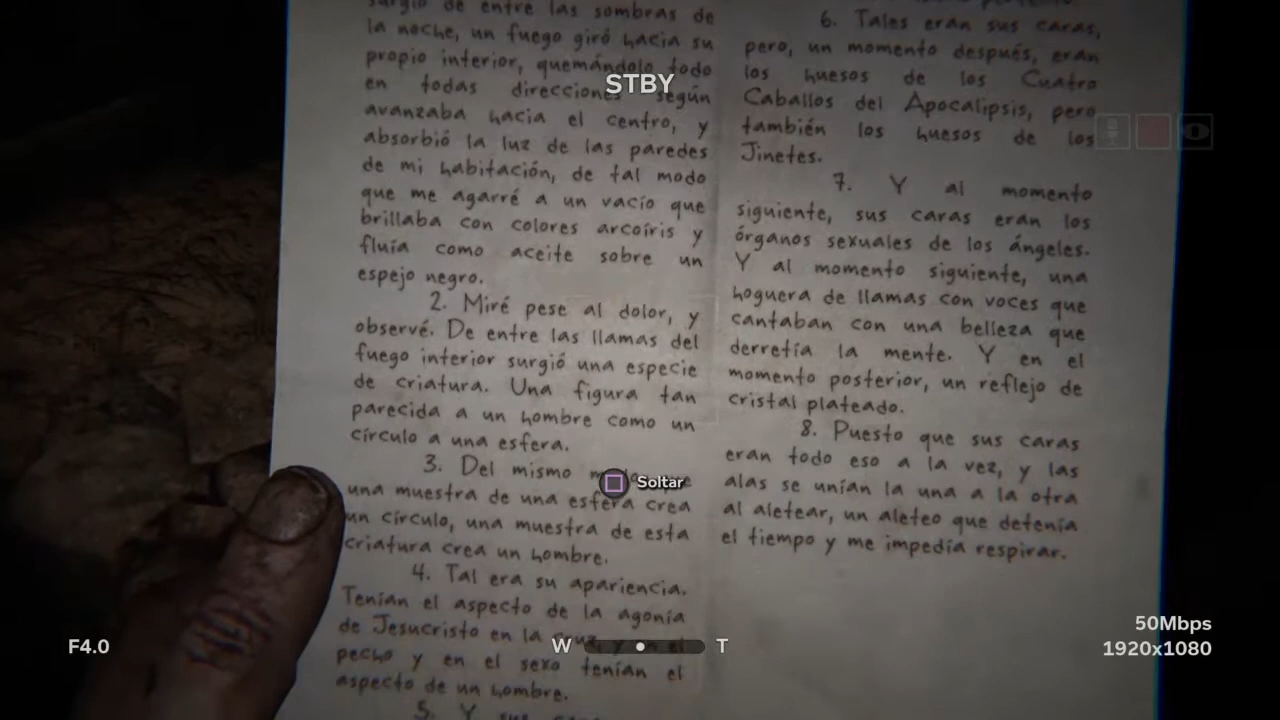 surgió de entre las sombras de
la noche, un fuego giró hacia su
propio interior, quemándolo todo
en todas direcciones según
avanzaba hacia el centro, y
absorbió la luz de las paredes
de mi habitación, de tal modo
que me agarré a un vacío que
brillaba con colores arcoíris y
fluía como aceite sobre un
espejo negro.
2. Miré pese al dolor, y
observé. De entre las llamas del
fuego interior surgió una especie
de criatura. Una figura tan
parecida a un hombre como un
círculo a una esfera.
3. Del mismo
una muestra de una esfera crea
un círculo, una muestra de esta
criatura crea un hombre.
4. Tal era su apariencia.
Tenían el aspecto de la agonía
de Jesucristo en la Cruz, y en el
pecho y en el sexo tenían el
aspecto de un hombre.
5. Y sus
6. Tales eran sus caras,
pero, un momento después, eran
los huesos de los Cuatro
Caballos del Apocalipsis, pero
también los huesos de los
Jinetes.
7. Y al momento
siguiente, sus caras eran los
órganos sexuales de los ángeles.
Y al momento siguiente, una
hoguera de llamas con voces que
cantaban con una belleza que
derretía la mente. Y en el
momento posterior, un reflejo de
cristal plateado.
8. Puesto que sus caras
eran todo eso a la vez, y las
alas se unían la una a la otra
al aletear, un aleteo que detenía
el tiempo y me impedía respirar.
STBY
Soltar
F4.0
W T
50Mbps
1920x1080